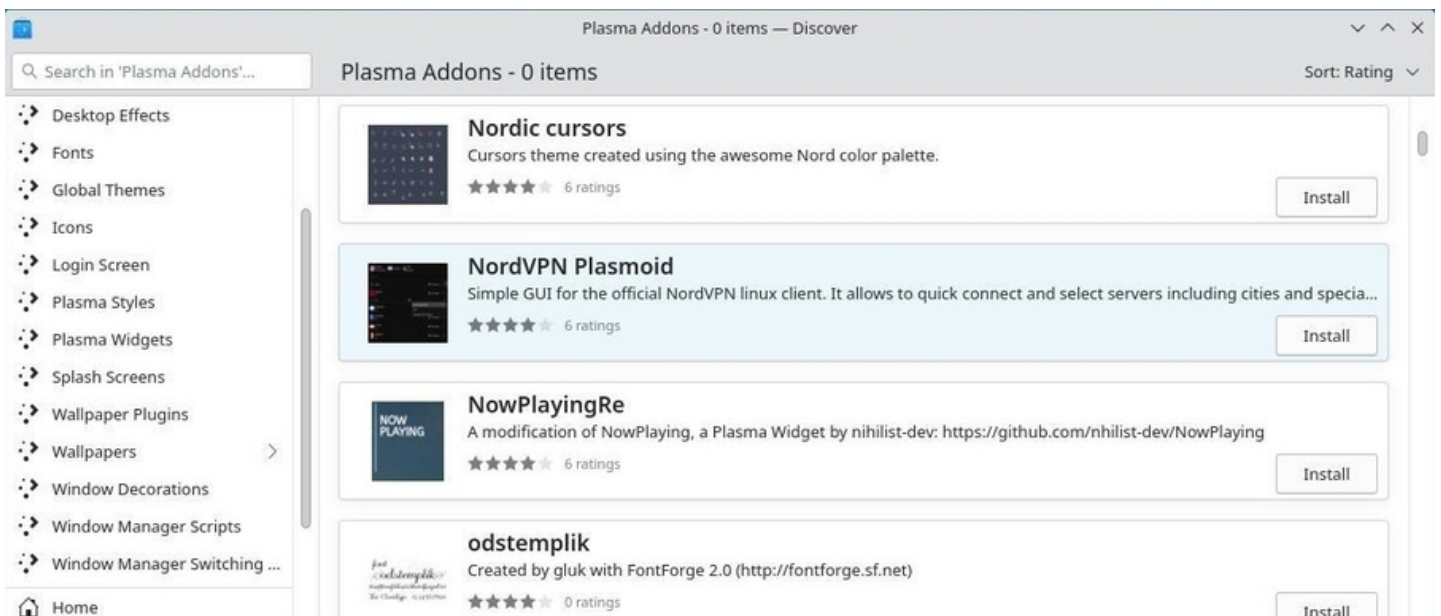 Plasma Addons - 0 items — Discover
Search in 'Plasma Addons'...
Plasma Addons - 0 items
Sort: Rating
Desktop Effects
Fonts
Global Themes
Icons
Login Screen
Plasma Styles
Plasma Widgets
Splash Screens
Wallpaper Plugins
Wallpapers
Window Decorations
Window Manager Scripts
Window Manager Switching ...
Home
Nordic cursors
Cursors theme created using the awesome Nord color palette.
6 ratings
Install
NordVPN Plasmoid
Simple GUI for the official NordVPN linux client. It allows to quick connect and select servers including cities and specia...
6 ratings
Install
NOW
PLAYING
NowPlayingRe
A modification of NowPlaying, a Plasma Widget by nihilist-dev: https://github.com/nhilist-dev/NowPlaying
6 ratings
Install
font
odstemplik
odstemplik
Created by gluk with FontForge 2.0 (http://fontforge.sf.net)
0 ratings
Install